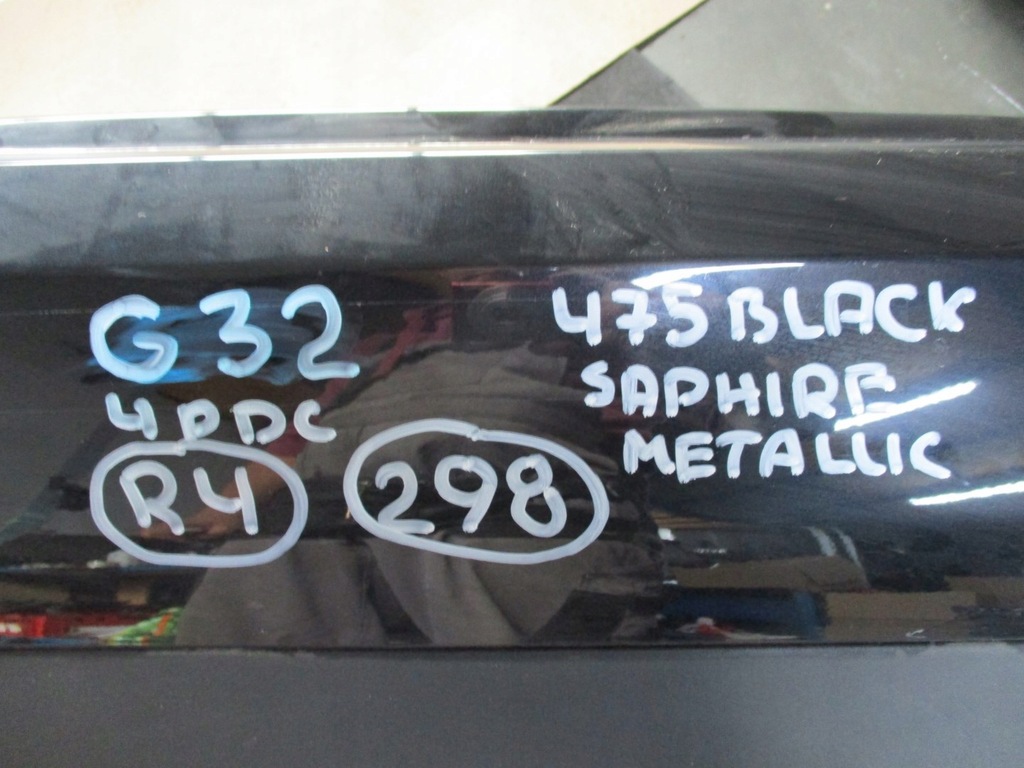 G32
4PDC
R4
298
475 BLACK
SAPHIRE
METALLIC